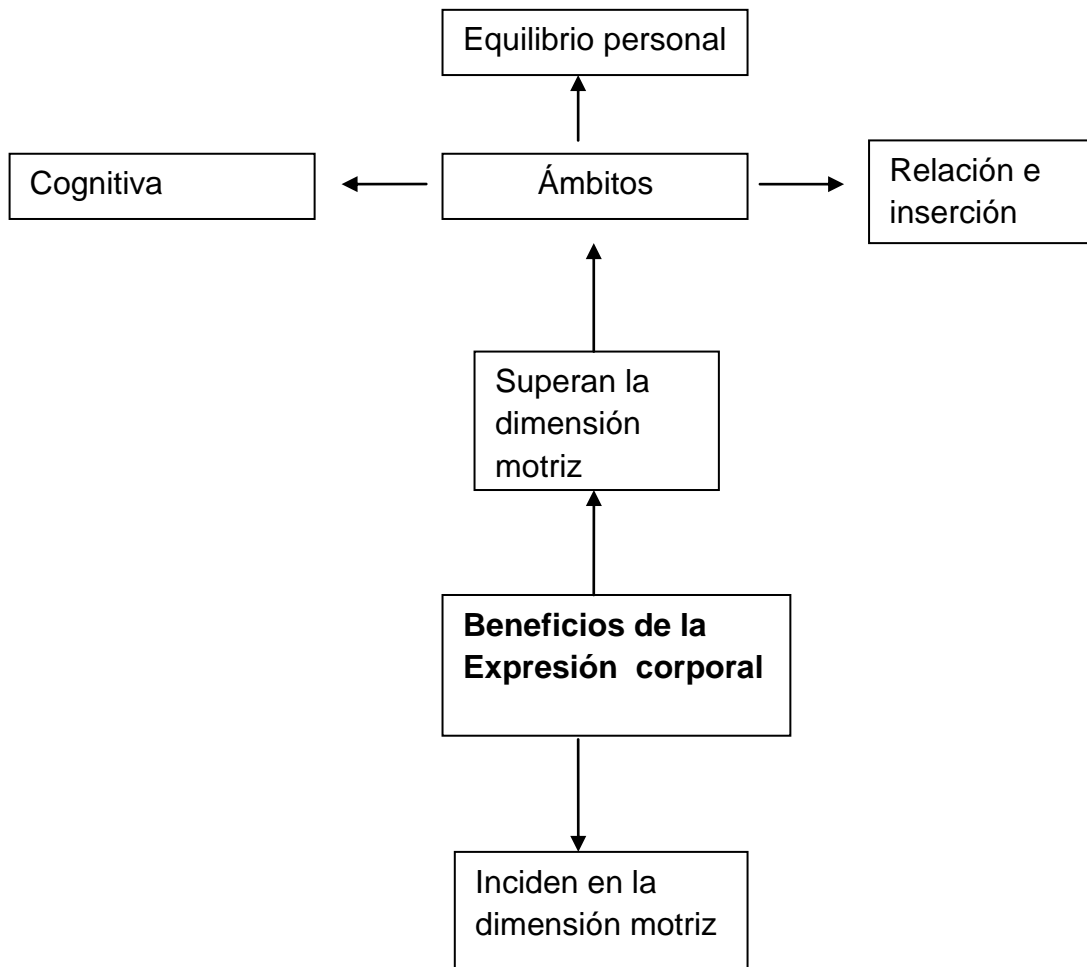 Equilibrio personal
Cognitiva
Ámbitos
Relación e
inserción
Superan la
dimensión
motriz
Beneficios de la
Expresión corporal
Inciden en la
dimensión motriz